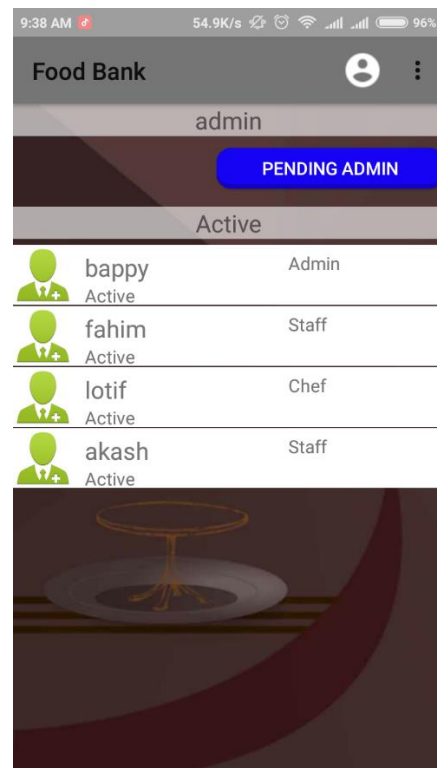 9:38 AM 54.9K/s 96%
Food Bank
admin
PENDING ADMIN
Active
bappy Admin
Active
fahim Staff
Active
lotif Chef
Active
akash Staff
Active